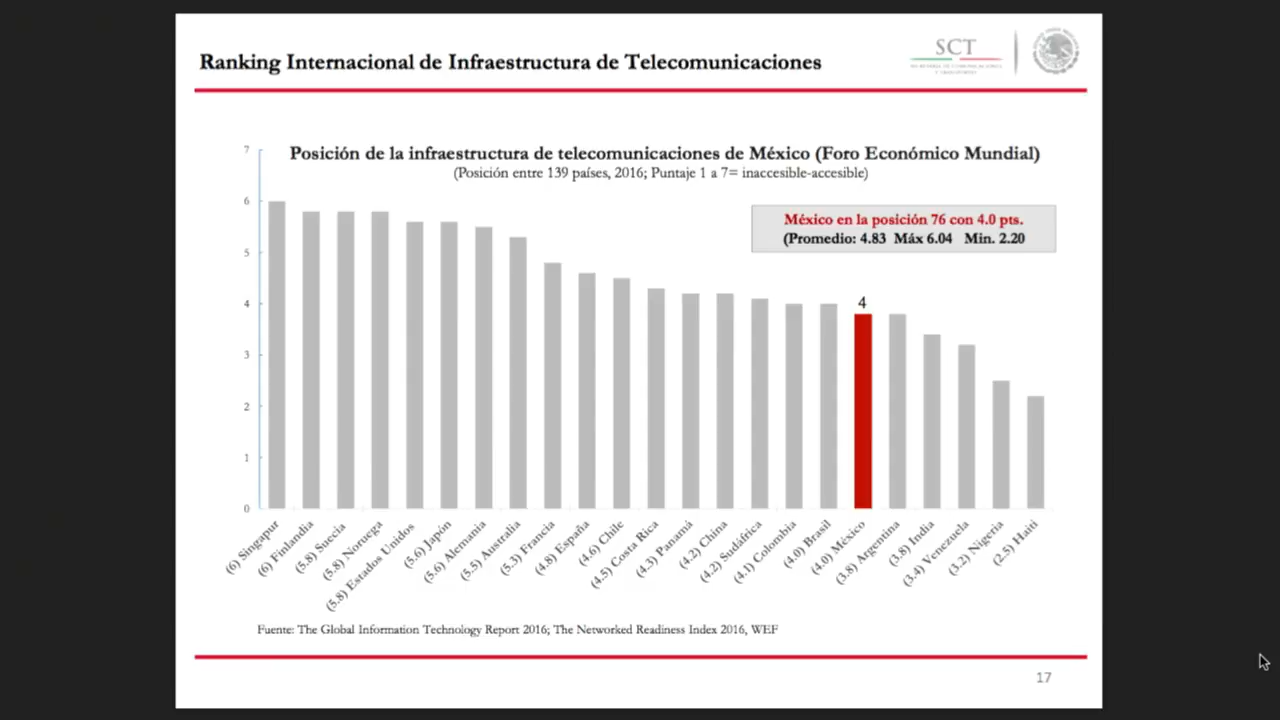 Ranking Internacional de Infraestructura de Telecomunicaciones
SCT
SECRETARÍA DE COMUNICACIONES
Y TRANSPORTES
Posición de la infraestructura de telecomunicaciones de México (Foro Económico Mundial)
(Posición entre 139 países, 2016; Puntaje 1 a 7= inaccesible-accesible)
México en la posición 76 con 4.0 pts.
(Promedio: 4.83 Máx 6.04 Min. 2.20
7
6
5
4
3
2
1
0
4
(6) Singapur
(6) Finlandia
(5.8) Suecia
(5.8) Noruega
(5.8) Estados Unidos
(5.6) Japón
(5.6) Alemania
(5.5) Australia
(5.3) Francia
(4.8) España
(4.6) Chile
(4.5) Costa Rica
(4.3) Panamá
(4.2) China
(4.2) Sudáfrica
(4.1) Colombia
(4.0) Brasil
(4.0) México
(3.8) Argentina
(3.8) India
(3.4) Venezuela
(3.2) Nigeria
(2.5) Haití
Fuente: The Global Information Technology Report 2016; The Networked Readiness Index 2016, WEF
17